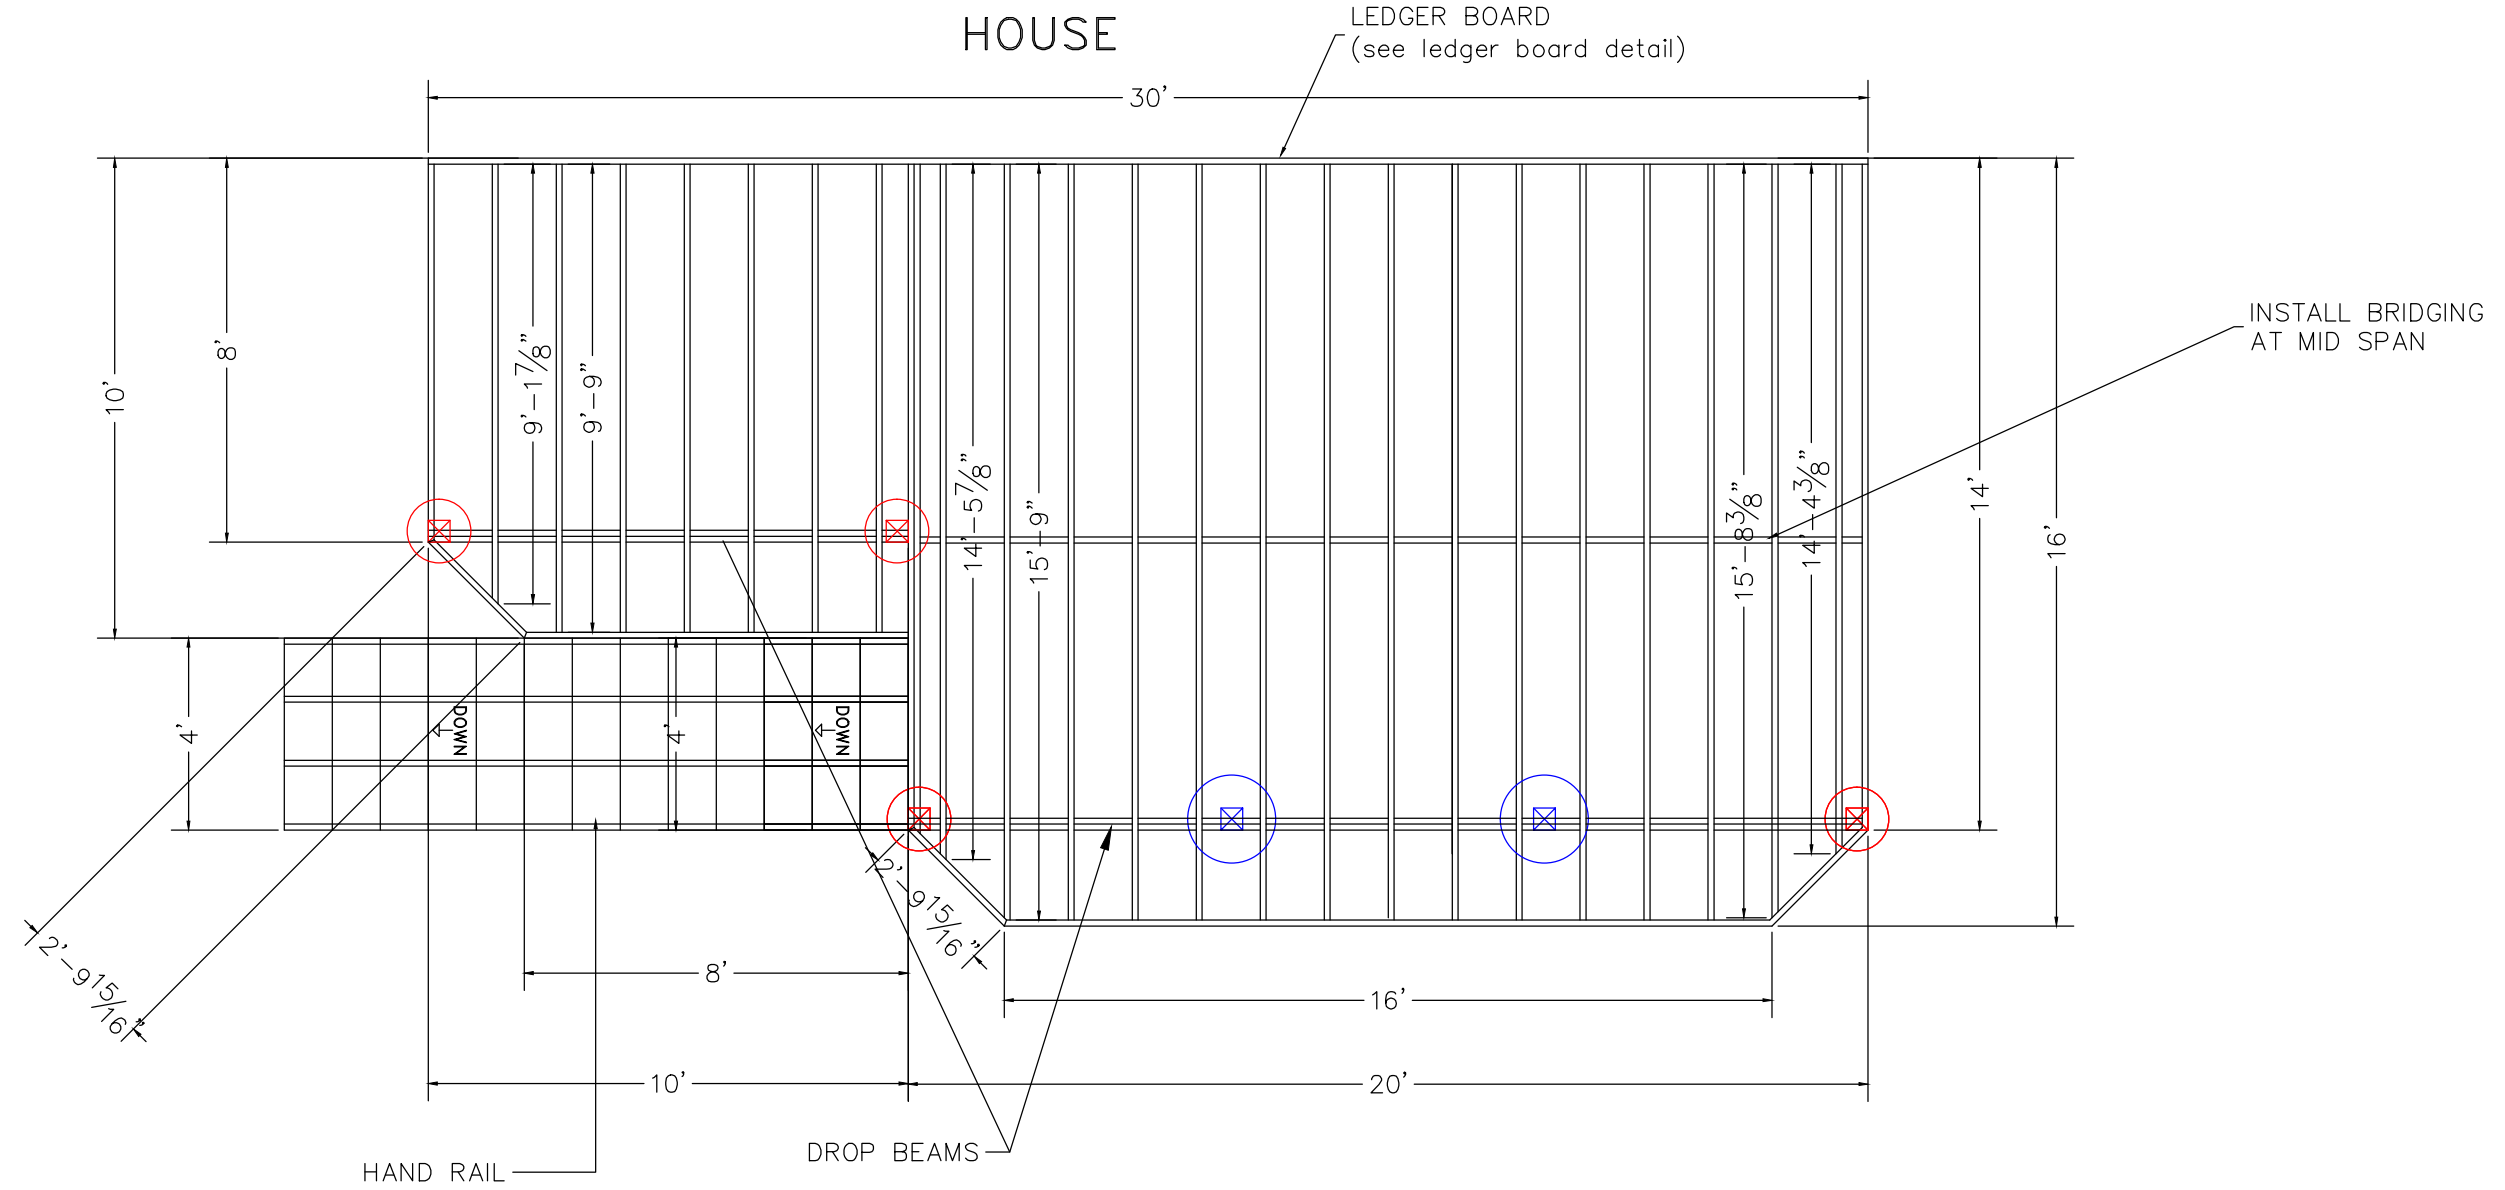 HOUSE
LEDGER BOARD
(see ledger board detail)
30'
10'
8'
9'-1 7/8"
9'-9"
14'-5 7/8"
15'-9"
15'-8 3/8"
14'-4 3/8"
14'
16'
INSTALL BRIDGING
AT MID SPAN
4'
DOWN
4'
DOWN
2'-9 15/16"
2'-9 15/16"
8'
16'
10'
20'
DROP BEAMS
HAND RAIL